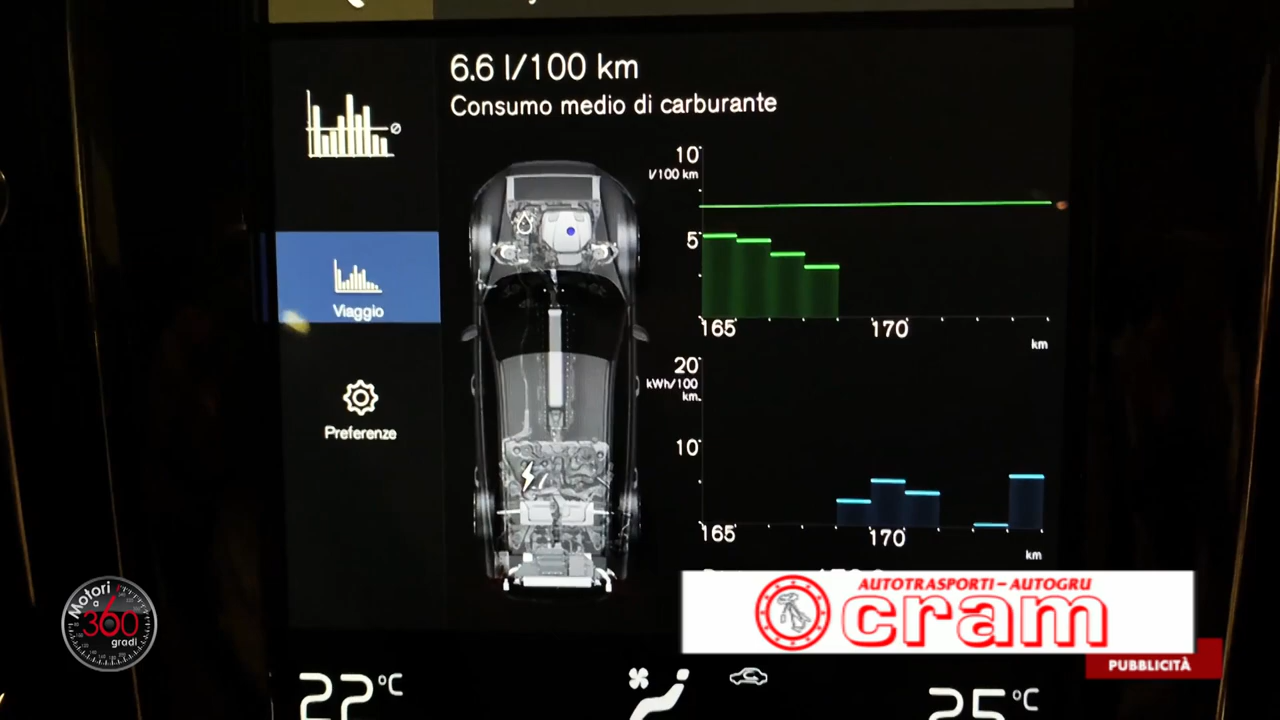 6.6 l/100 km
Consumo medio di carburante
10
l/100 km
5
165
170
km
Viaggio
20
kWh/100
km
10
165
170
km
Preferenze
AUTOTRASPORTI-AUTOGRU
cram
PUBBLICITÀ
Motori
a
360
gradi
22°C
25°C